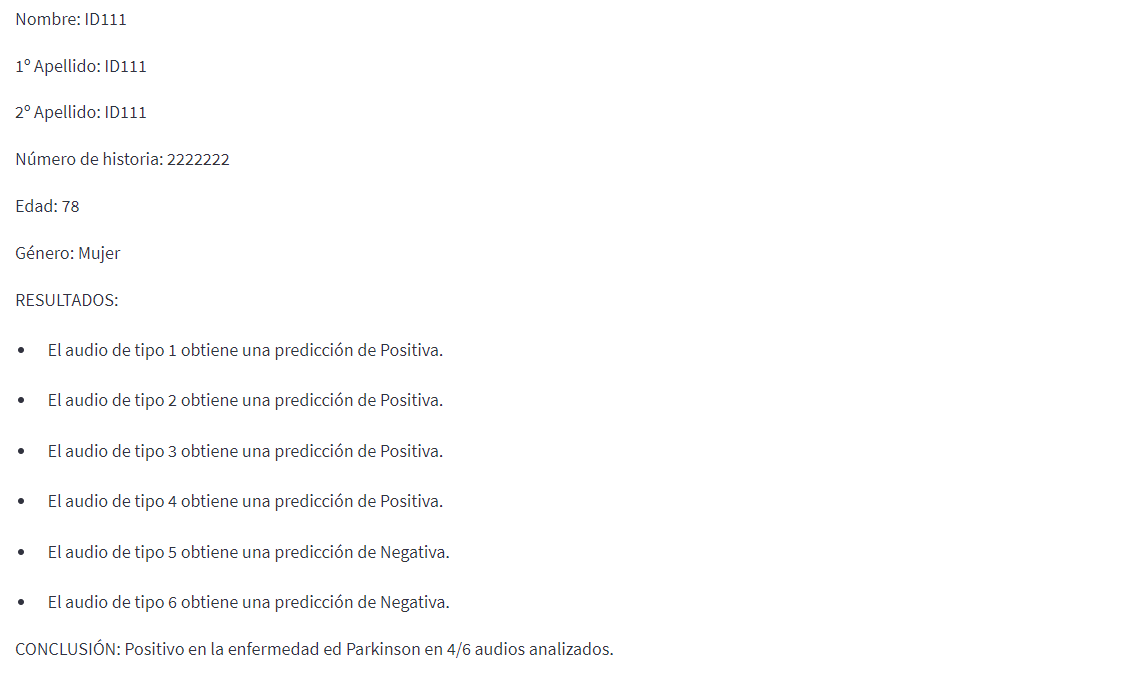 Nombre: ID111
1º Apellido: ID111
2º Apellido: ID111
Número de historia: 2222222
Edad: 78
Género: Mujer
RESULTADOS:
• El audio de tipo 1 obtiene una predicción de Positiva.
• El audio de tipo 2 obtiene una predicción de Positiva.
• El audio de tipo 3 obtiene una predicción de Positiva.
• El audio de tipo 4 obtiene una predicción de Positiva.
• El audio de tipo 5 obtiene una predicción de Negativa.
• El audio de tipo 6 obtiene una predicción de Negativa.
CONCLUSIÓN: Positivo en la enfermedad ed Parkinson en 4/6 audios analizados.